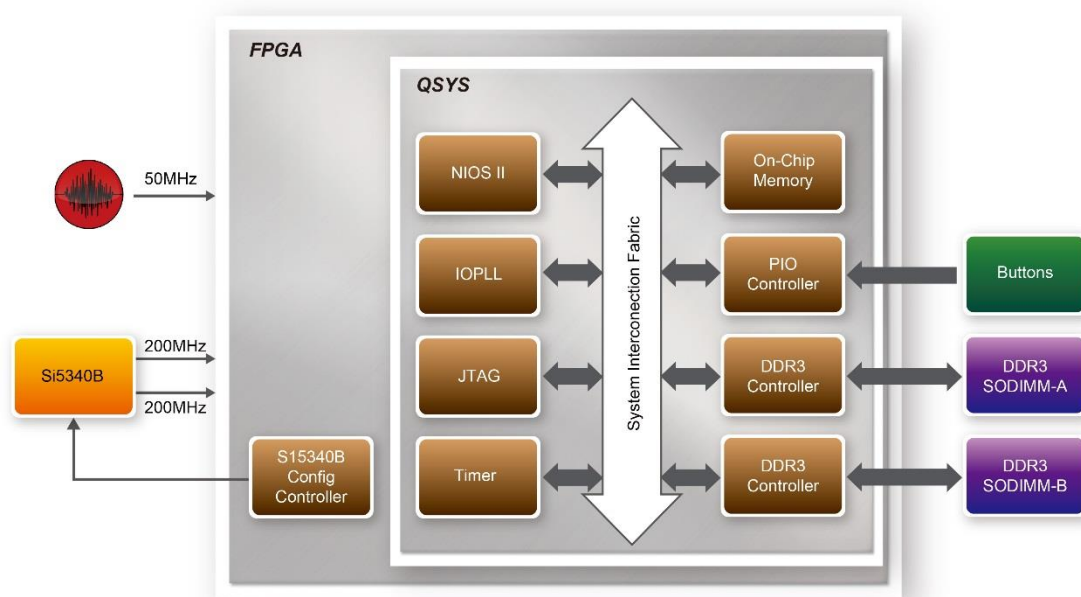 FPGA
QSYS
50MHz
200MHz
Si5340B
200MHz
S15340B
Config
Controller
NIOS II
IOPLL
JTAG
Timer
System Interconection Fabric
On-Chip
Memory
PIO
Controller
DDR3
Controller
DDR3
Controller
Buttons
DDR3
SODIMM-A
DDR3
SODIMM-B